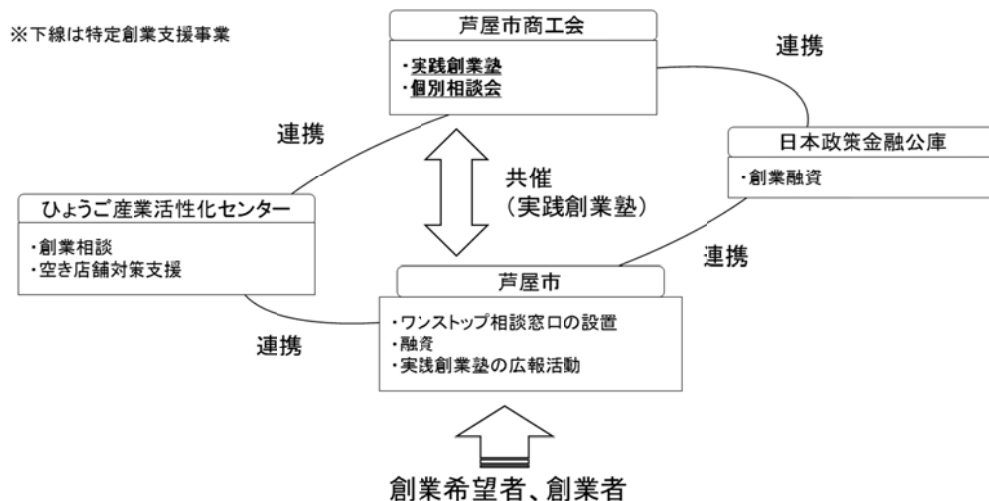 ※下線は特定創業支援事業
芦屋市商工会
・実践創業塾
・個別相談会
連携
連携
日本政策金融公庫
・創業融資
共催
(実践創業塾)
ひょうご産業活性化センター
・創業相談
・空き店舗対策支援
連携
芦屋市
・ワンストップ相談窓口の設置
・融資
・実践創業塾の広報活動
連携
創業希望者、創業者